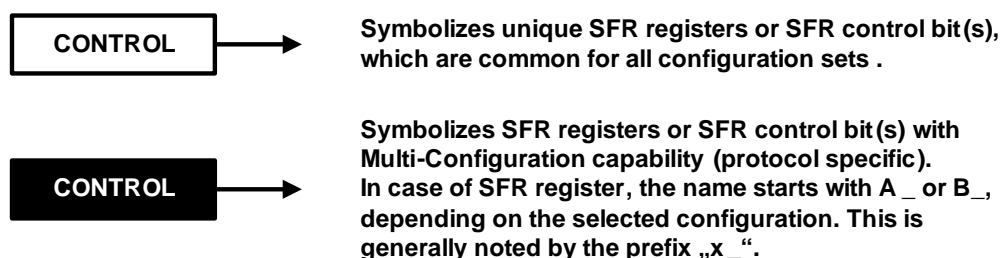 CONTROL
Symbolizes unique SFR registers or SFR control bit(s),
which are common for all configuration sets .
CONTROL
Symbolizes SFR registers or SFR control bit(s) with
Multi-Configuration capability (protocol specific).
In case of SFR register, the name starts with A _ or B_,
depending on the selected configuration. This is
generally noted by the prefix „x_“.